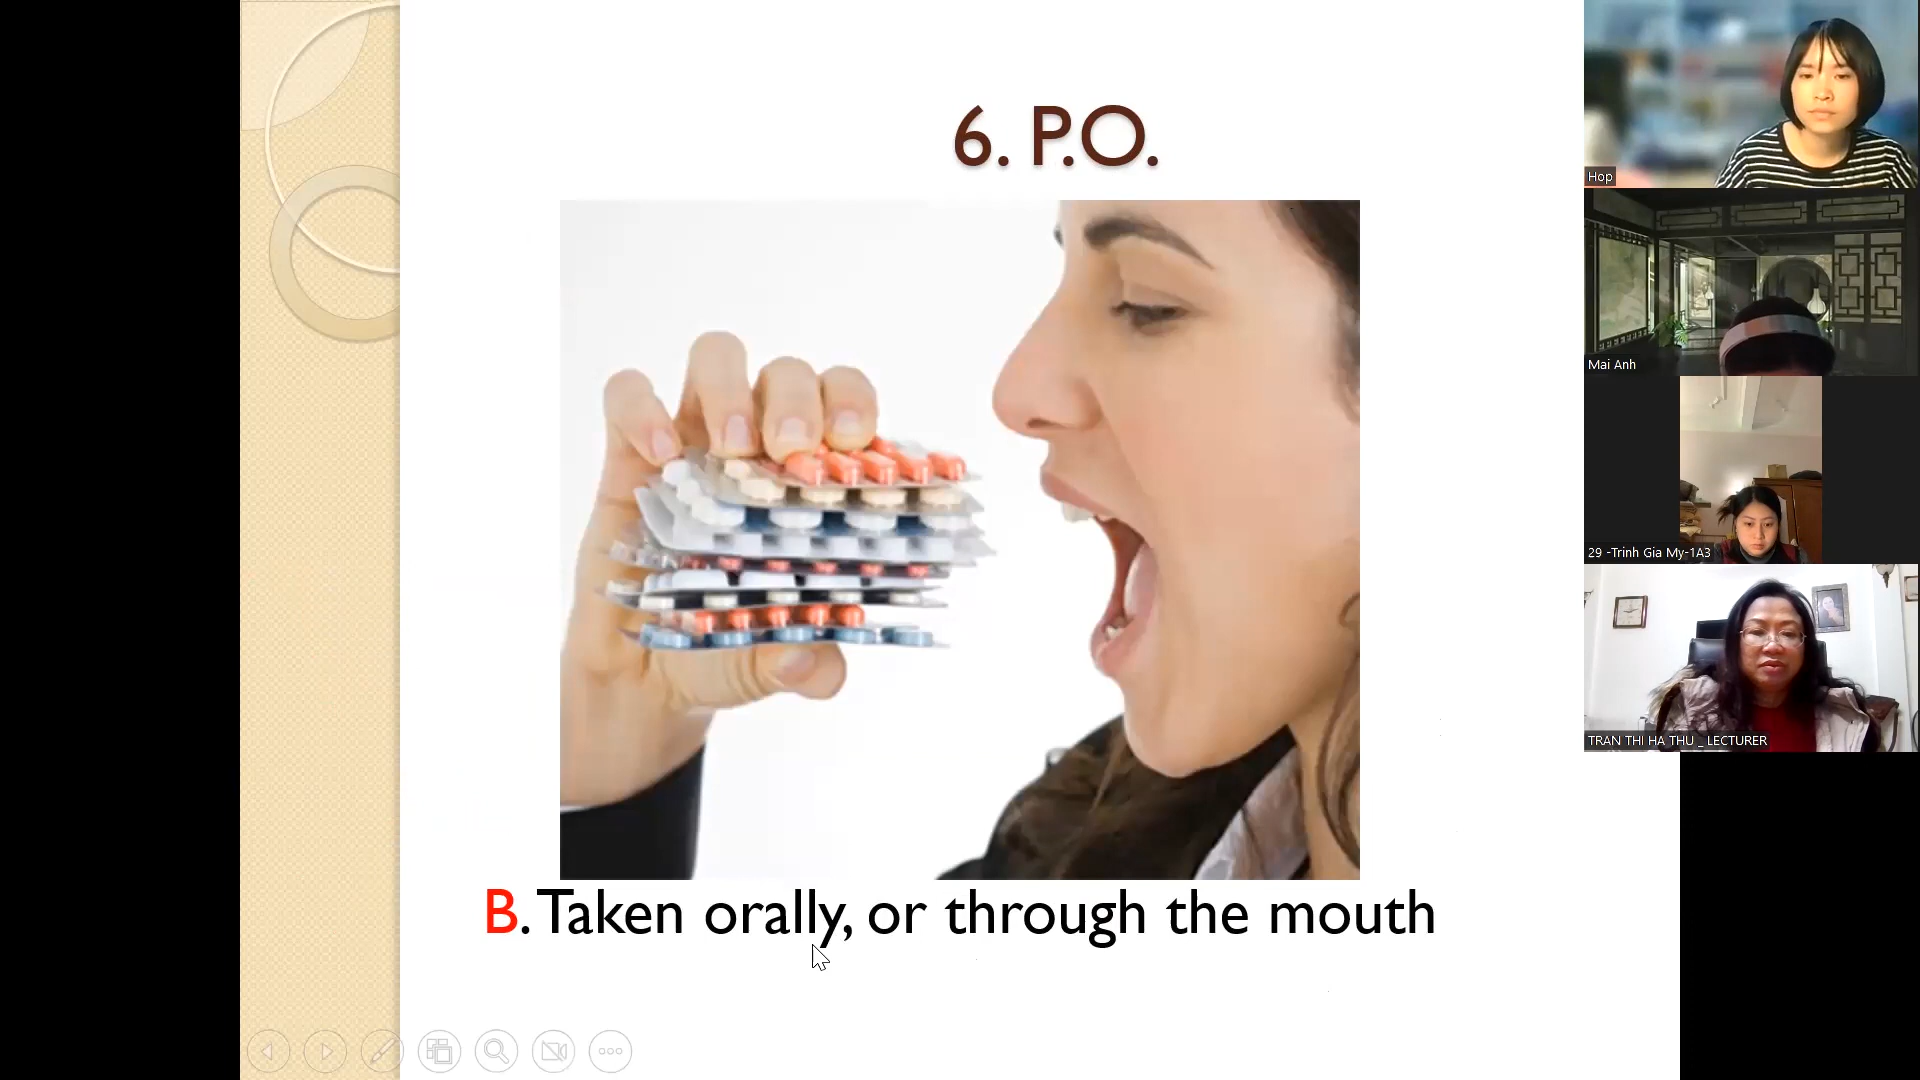 6. P.O.
B. Taken orally, or through the mouth
Hop
Mai Anh
29 -Trinh Gia My-1A3
TRAN THI HA THU _ LECTURER